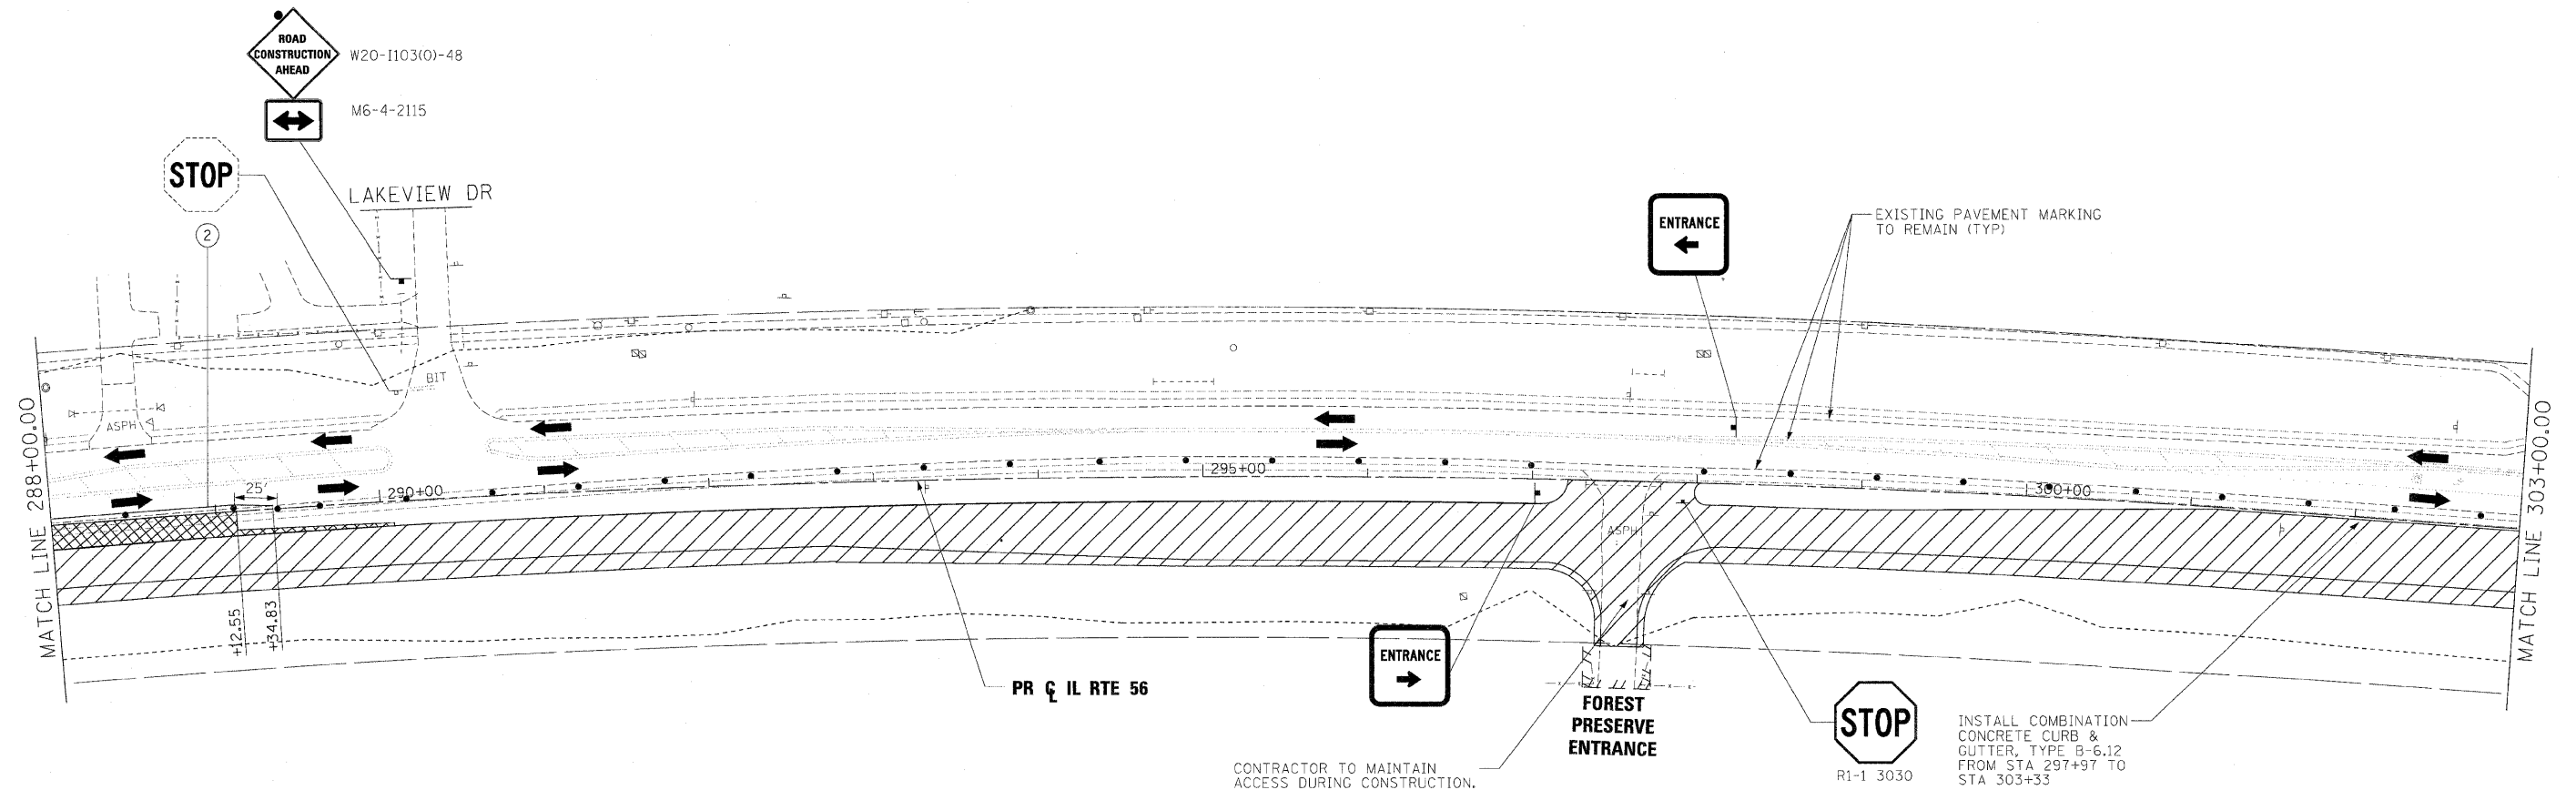 ROAD
CONSTRUCTION
AHEAD
W20-I103(O)-48
M6-4-2115
STOP
LAKEVIEW DR
2
ENTRANCE
EXISTING PAVEMENT MARKING
TO REMAIN (TYP)
BIT
ASPH
MATCH LINE 288+00.00
MATCH LINE 303+00.00
25'
290+00
295+00
300+00
ASPH
+12.55
+34.83
PR ℄ IL RTE 56
ENTRANCE
FOREST
PRESERVE
ENTRANCE
CONTRACTOR TO MAINTAIN
ACCESS DURING CONSTRUCTION.
STOP
R1-1 3030
INSTALL COMBINATION
CONCRETE CURB &
GUTTER, TYPE B-6.12
FROM STA 297+97 TO
STA 303+33